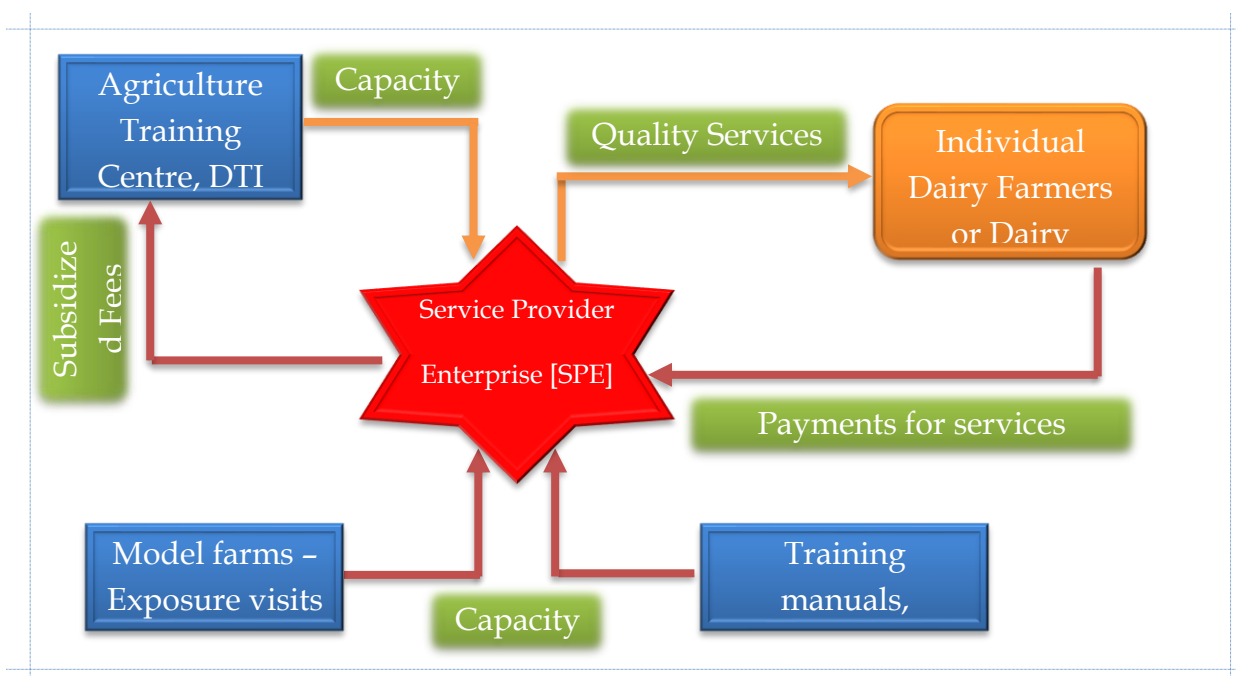 Agriculture
Training
Centre, DTI
Capacity
Quality Services
Individual
Dairy Farmers
or Dairy
Subsidize
d Fees
Service Provider
Enterprise [SPE]
Payments for services
Model farms –
Exposure visits
Capacity
Training
manuals,